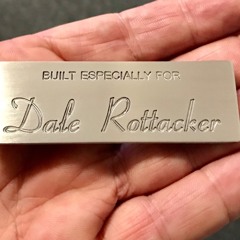 BUILT ESPECIALLY FOR
Dale Rottacker